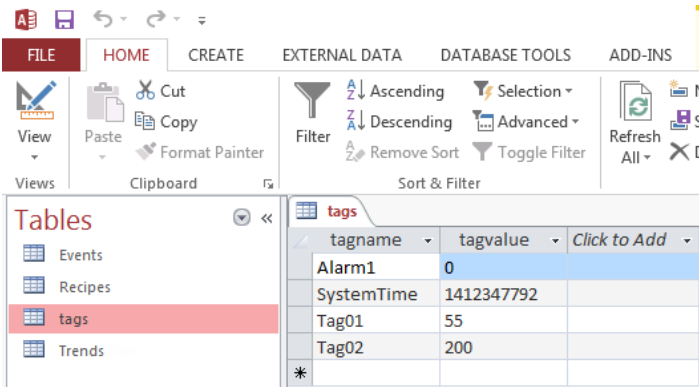 FILE HOME CREATE EXTERNAL DATA DATABASE TOOLS ADD-INS
View
Views
Paste
Cut
Copy
Format Painter
Clipboard
Filter
Ascending
Descending
Remove Sort
Selection
Advanced
Toggle Filter
Sort & Filter
Refresh
All
Tables
Events
Recipes
tags
Trends
tags
tagname tagvalue Click to Add
Alarm1 0
SystemTime 1412347792
Tag01 55
Tag02 200